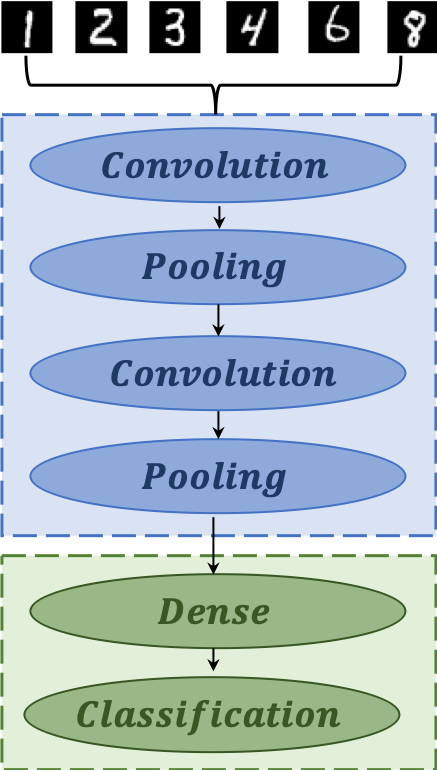 1 2 3 4 6 8
Convolution
Pooling
Convolution
Pooling
Dense
Classification